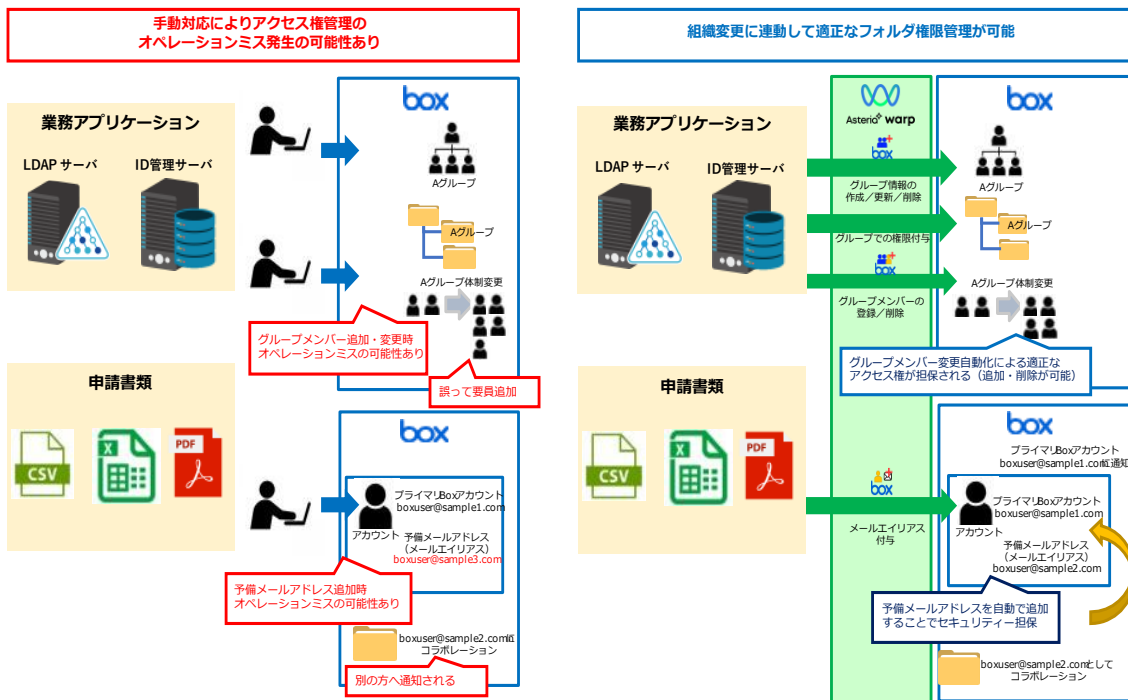 手動対応によりアクセス権管理の
オペレーションミス発生の可能性あり
業務アプリケーション
LDAP サーバ
ID管理サーバ
box
Aグループ
Aグループ
Aグループ体制変更
グループメンバー追加・変更時
オペレーションミスの可能性あり
誤って要員追加
申請書類
CSV
X
PDF
box
プライマリBoxアカウント
boxuser@sample1.com
アカウント
予備メールアドレス
（メールエイリアス）
boxuser@sample3.com
予備メールアドレス追加時
オペレーションミスの可能性あり
boxuser@sample2.comに
コラボレーション
別の方へ通知される
組織変更に連動して適正なフォルダ権限管理が可能
業務アプリケーション
LDAP サーバ
ID管理サーバ
Asteria warp
box
グループ情報の
作成／更新／削除
グループでの権限付与
box
グループメンバーの
登録／削除
box
Aグループ
Aグループ
Aグループ体制変更
グループメンバー変更自動化による適正な
アクセス権が担保される（追加・削除が可能）
申請書類
CSV
X
PDF
box
メールエイリアス
付与
box
プライマリBoxアカウント
boxuser@sample1.comに通知
プライマリBoxアカウント
boxuser@sample1.com
アカウント
予備メールアドレス
（メールエイリアス）
boxuser@sample2.com
予備メールアドレスを自動で追加
することでセキュリティー担保
boxuser@sample2.comとして
コラボレーション